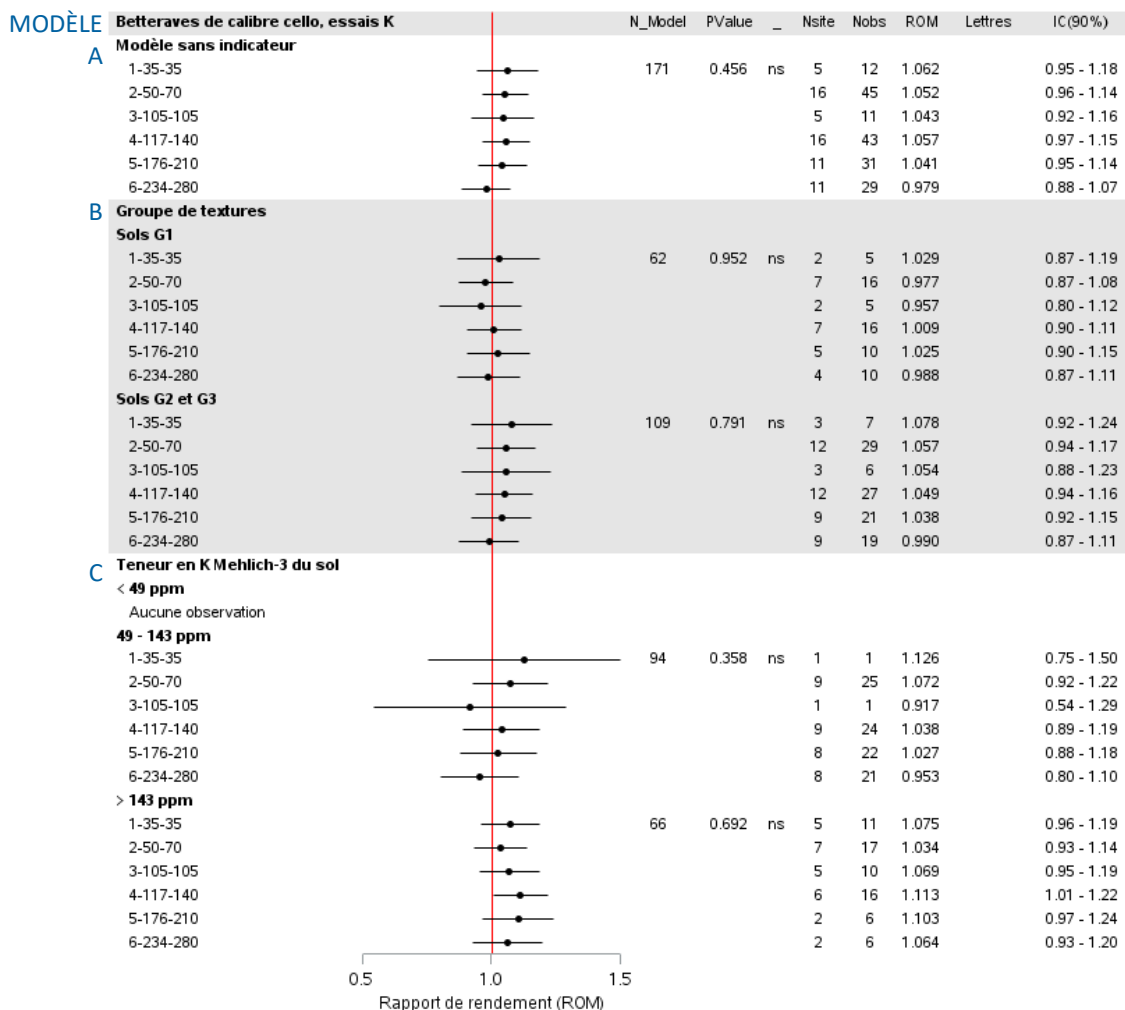 MODÈLE Betteraves de calibre cello, essais K N_Model PValue _ Nsite Nobs ROM Lettres IC(90%)
A Modèle sans indicateur
1-35-35 171 0.456 ns 5 12 1.062 0.95 - 1.18
2-50-70 16 45 1.052 0.96 - 1.14
3-105-105 5 11 1.043 0.92 - 1.16
4-117-140 16 43 1.057 0.97 - 1.15
5-176-210 11 31 1.041 0.95 - 1.14
6-234-280 11 29 0.979 0.88 - 1.07
B Groupe de textures
Sols G1
1-35-35 62 0.952 ns 2 5 1.029 0.87 - 1.19
2-50-70 7 16 0.977 0.87 - 1.08
3-105-105 2 5 0.957 0.80 - 1.12
4-117-140 7 16 1.009 0.90 - 1.11
5-176-210 5 10 1.025 0.90 - 1.15
6-234-280 4 10 0.988 0.87 - 1.11
Sols G2 et G3
1-35-35 109 0.791 ns 3 7 1.078 0.92 - 1.24
2-50-70 12 29 1.057 0.94 - 1.17
3-105-105 3 6 1.054 0.88 - 1.23
4-117-140 12 27 1.049 0.94 - 1.16
5-176-210 9 21 1.038 0.92 - 1.15
6-234-280 9 19 0.990 0.87 - 1.11
C Teneur en K Mehlich-3 du sol
< 49 ppm
Aucune observation
49 - 143 ppm
1-35-35 94 0.358 ns 1 1 1.126 0.75 - 1.50
2-50-70 9 25 1.072 0.92 - 1.22
3-105-105 1 1 0.917 0.54 - 1.29
4-117-140 9 24 1.038 0.89 - 1.19
5-176-210 8 22 1.027 0.88 - 1.18
6-234-280 8 21 0.953 0.80 - 1.10
> 143 ppm
1-35-35 66 0.692 ns 5 11 1.075 0.96 - 1.19
2-50-70 7 17 1.034 0.93 - 1.14
3-105-105 5 10 1.069 0.95 - 1.19
4-117-140 6 16 1.113 1.01 - 1.22
5-176-210 2 6 1.103 0.97 - 1.24
6-234-280 2 6 1.064 0.93 - 1.20
0.5 1.0 1.5
Rapport de rendement (ROM)